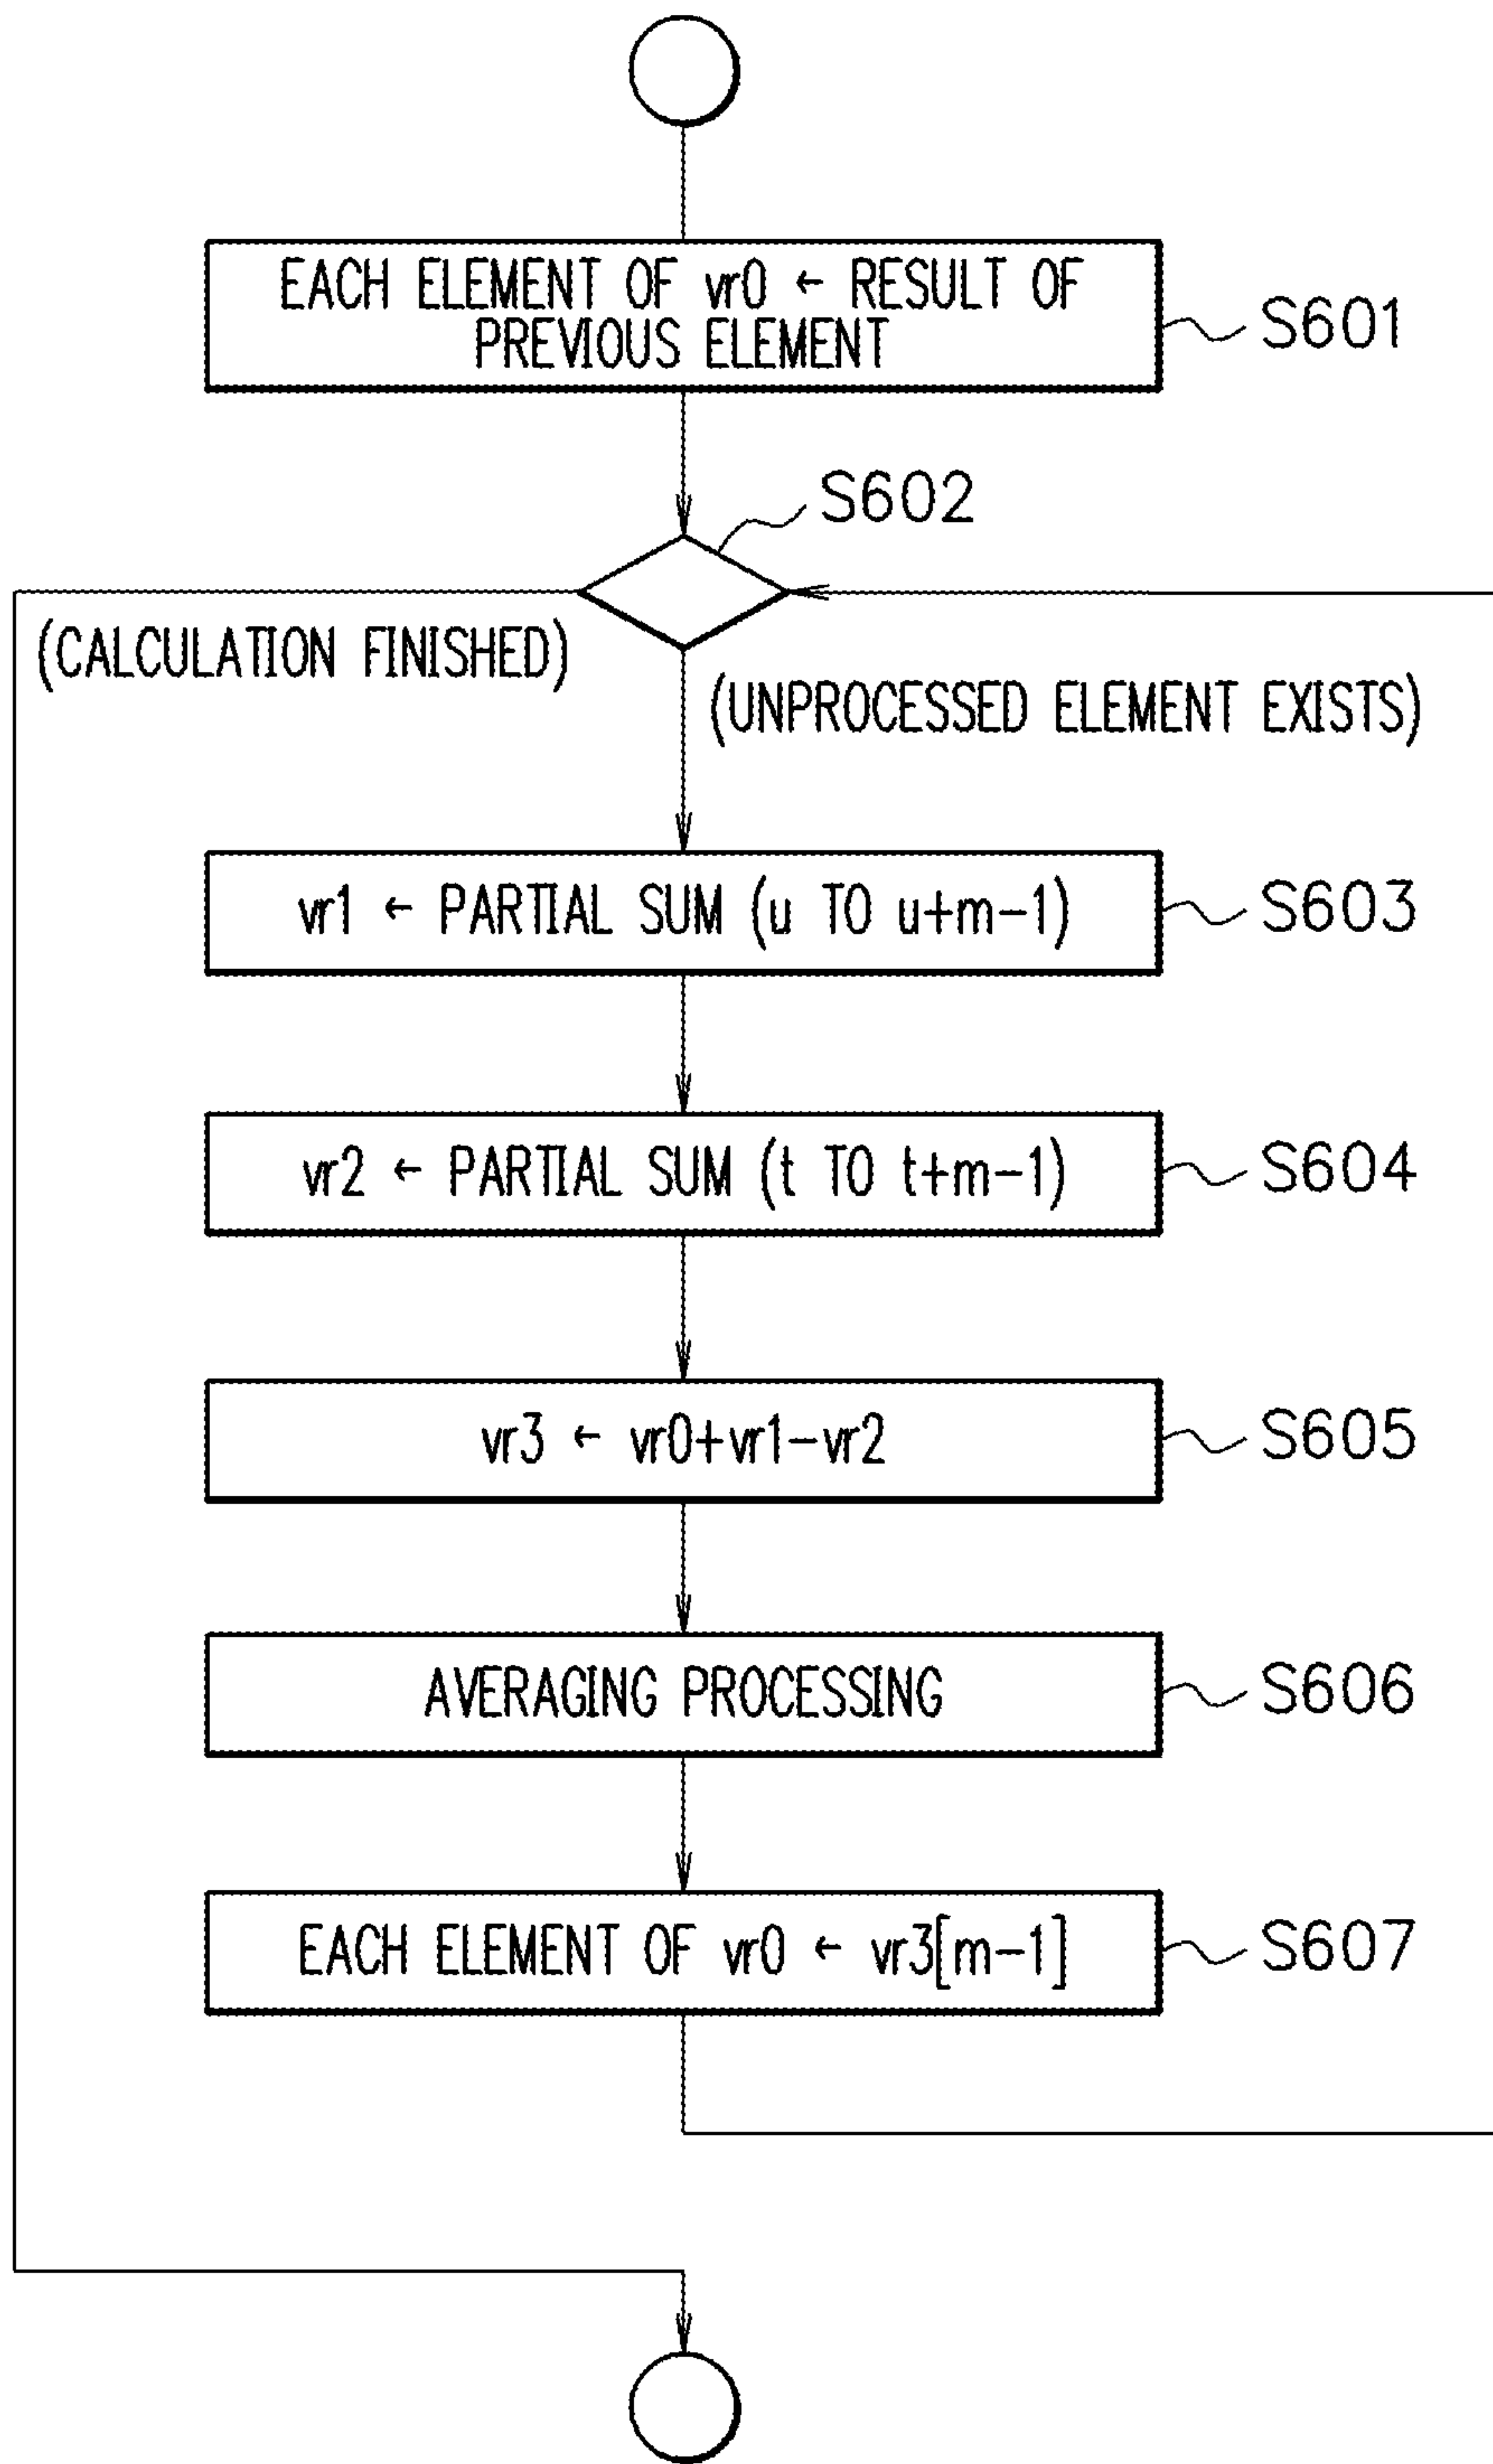 EACH ELEMENT OF vr0 ← RESULT OF
PREVIOUS ELEMENT
S601
S602
(CALCULATION FINISHED)
(UNPROCESSED ELEMENT EXISTS)
vr1 ← PARTIAL SUM (u TO u+m-1)
S603
vr2 ← PARTIAL SUM (t TO t+m-1)
S604
vr3 ← vr0+vr1-vr2
S605
AVERAGING PROCESSING
S606
EACH ELEMENT OF vr0 ← vr3[m-1]
S607